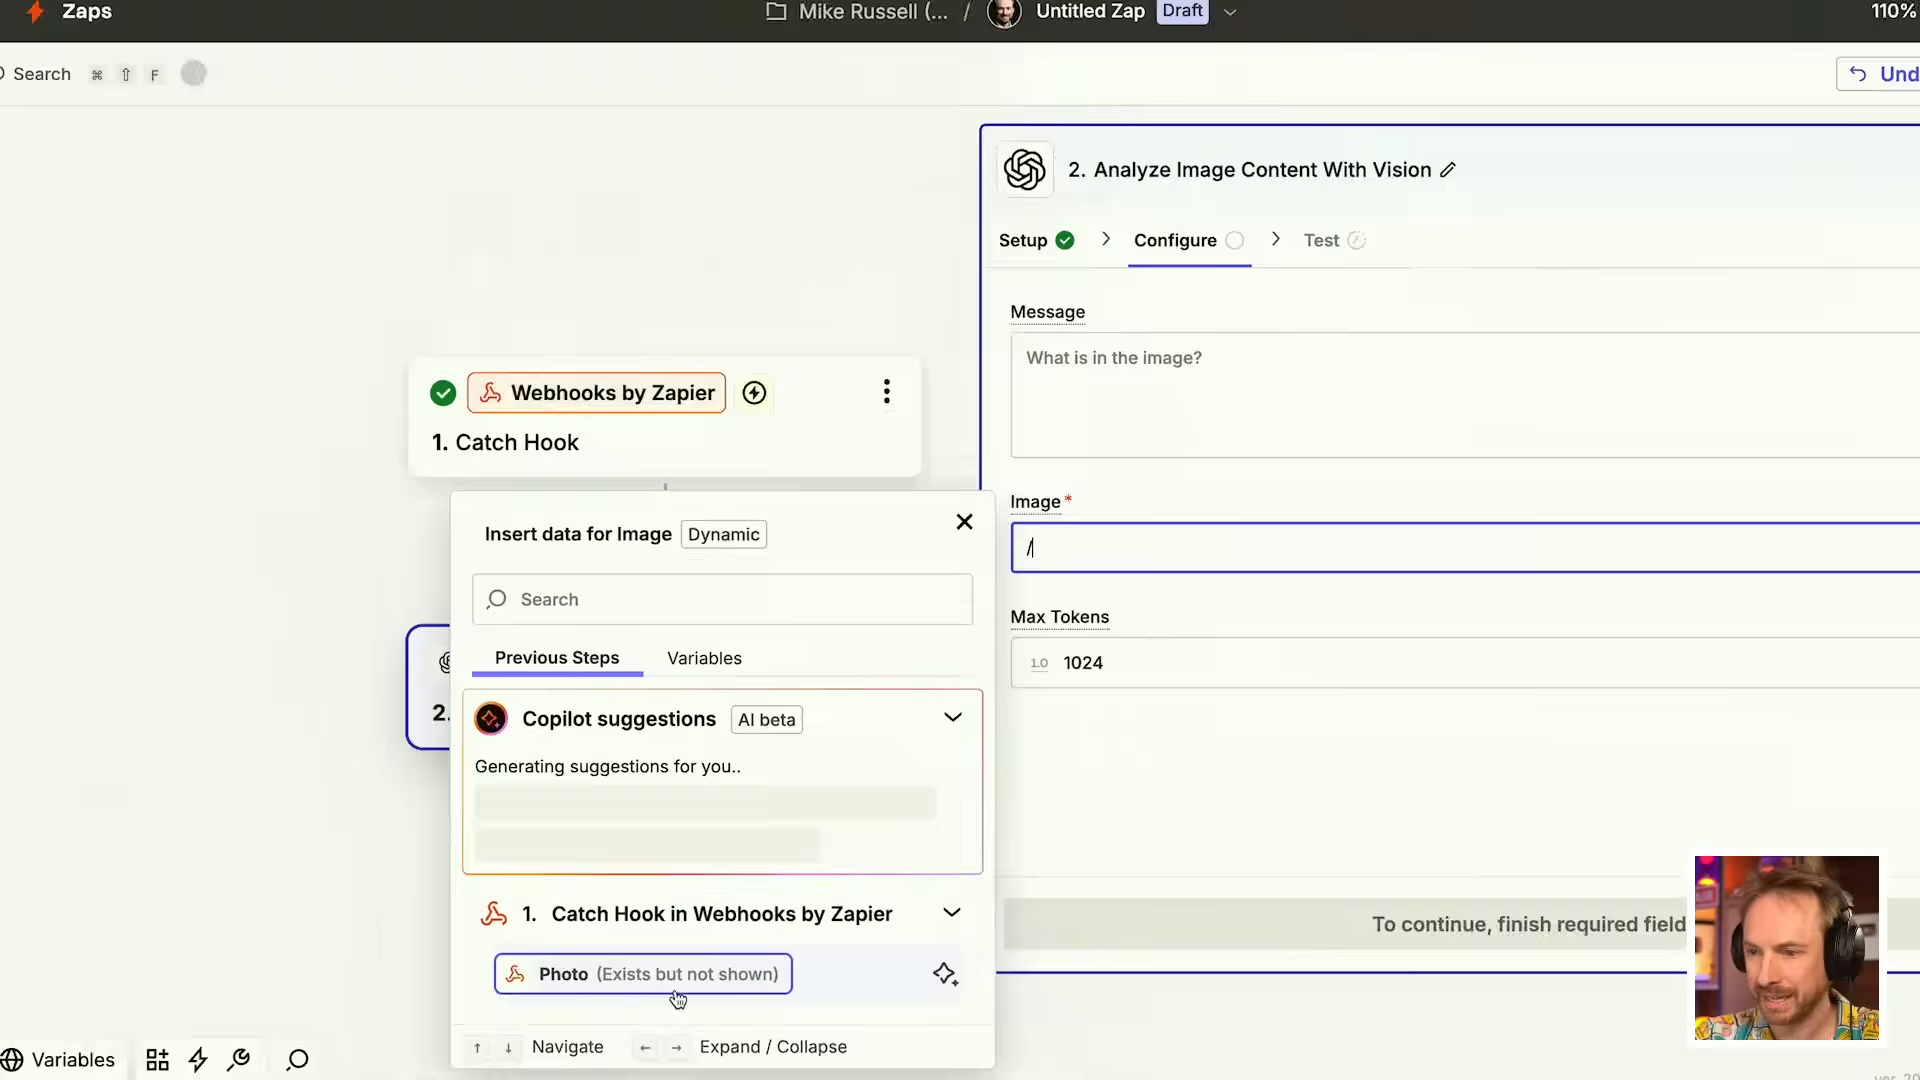 Zaps
Mike Russell (... / Untitled Zap Draft
110%
Search ⌘ ⇧ F
Und
2. Analyze Image Content With Vision
Setup
Configure
Test
Message
What is in the image?
Webhooks by Zapier
1. Catch Hook
Image *
/
Insert data for Image Dynamic
Search
Max Tokens
1.0 1024
Previous Steps
Variables
2.
Copilot suggestions AI beta
Generating suggestions for you..
1. Catch Hook in Webhooks by Zapier
To continue, finish required field
Photo (Exists but not shown)
↑ ↓ Navigate ← → Expand / Collapse
Variables